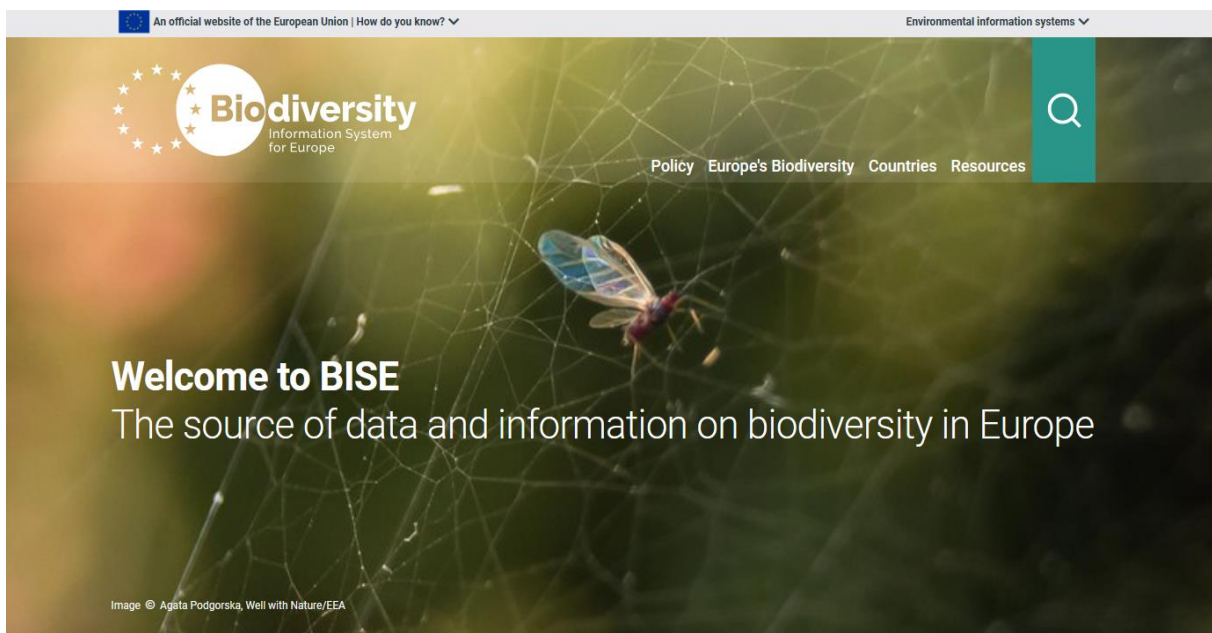 An official website of the European Union | How do you know?
Environmental information systems
Biodiversity
Information System
for Europe
Policy Europe's Biodiversity Countries Resources
Welcome to BISE
The source of data and information on biodiversity in Europe
Image © Agata Podgorska, Well with Nature/EEA